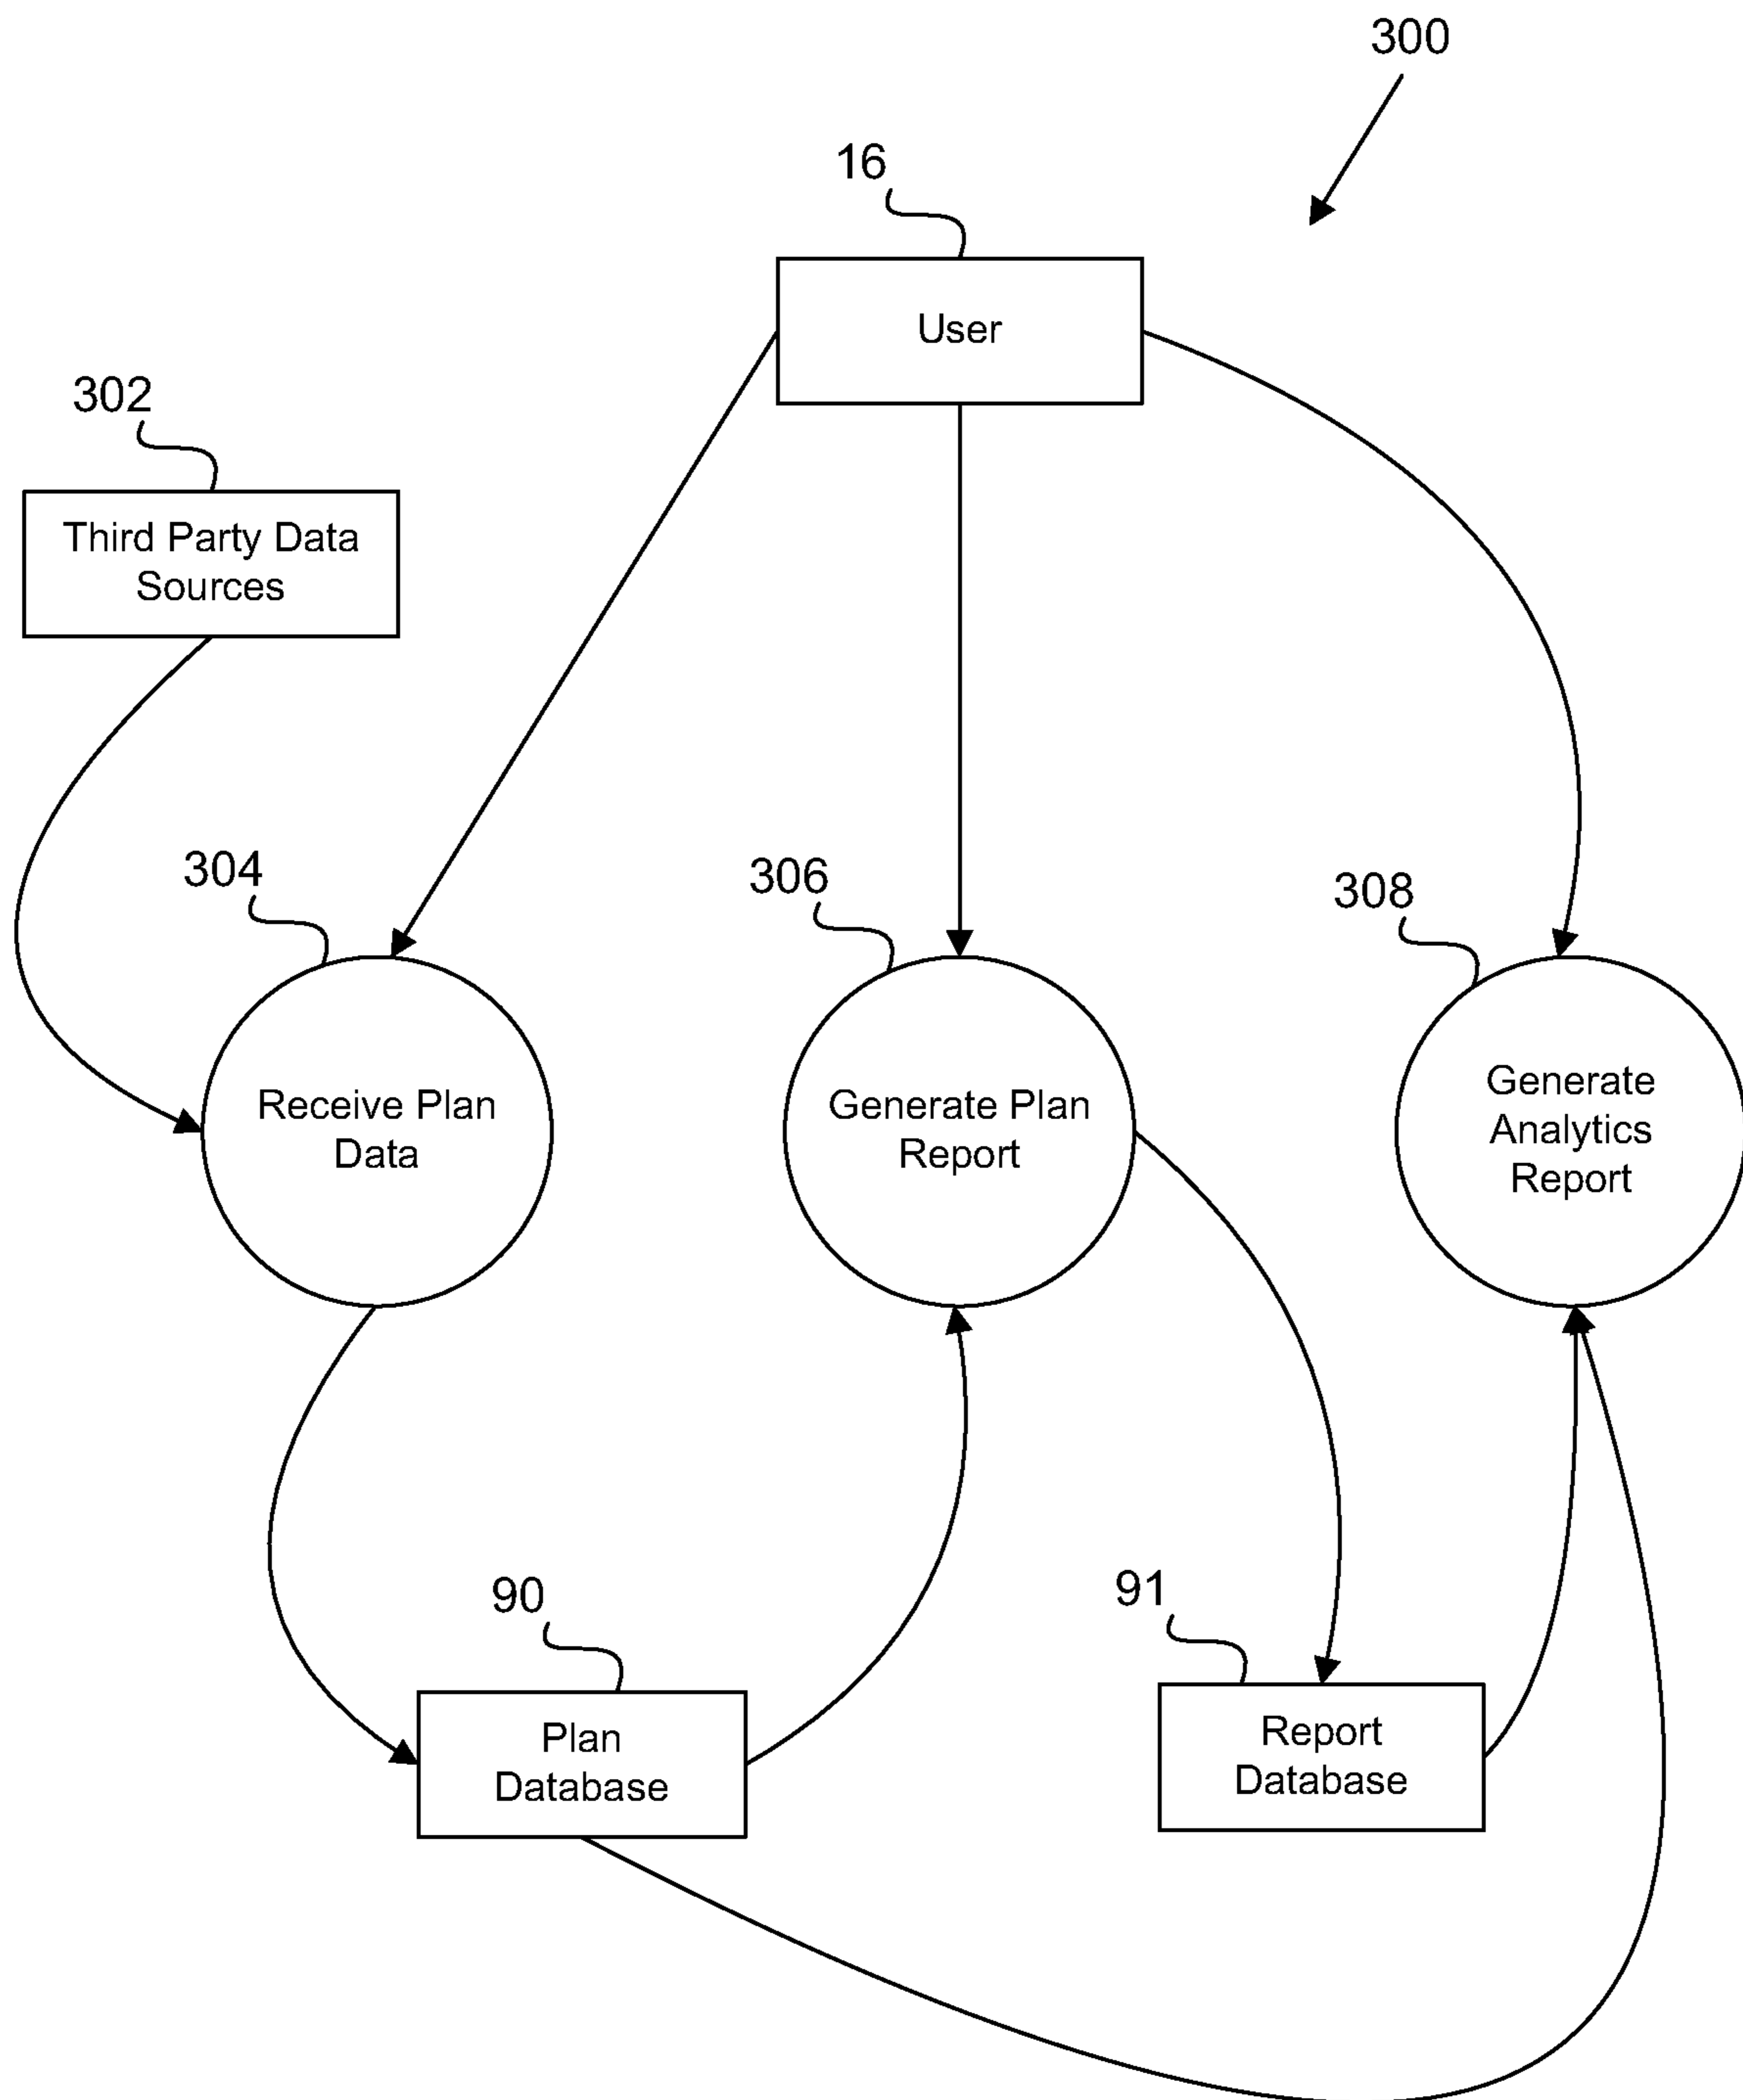 300
16
User
302
Third Party Data
Sources
304
306
308
Receive Plan
Data
Generate Plan
Report
Generate
Analytics
Report
90
91
Plan
Database
Report
Database